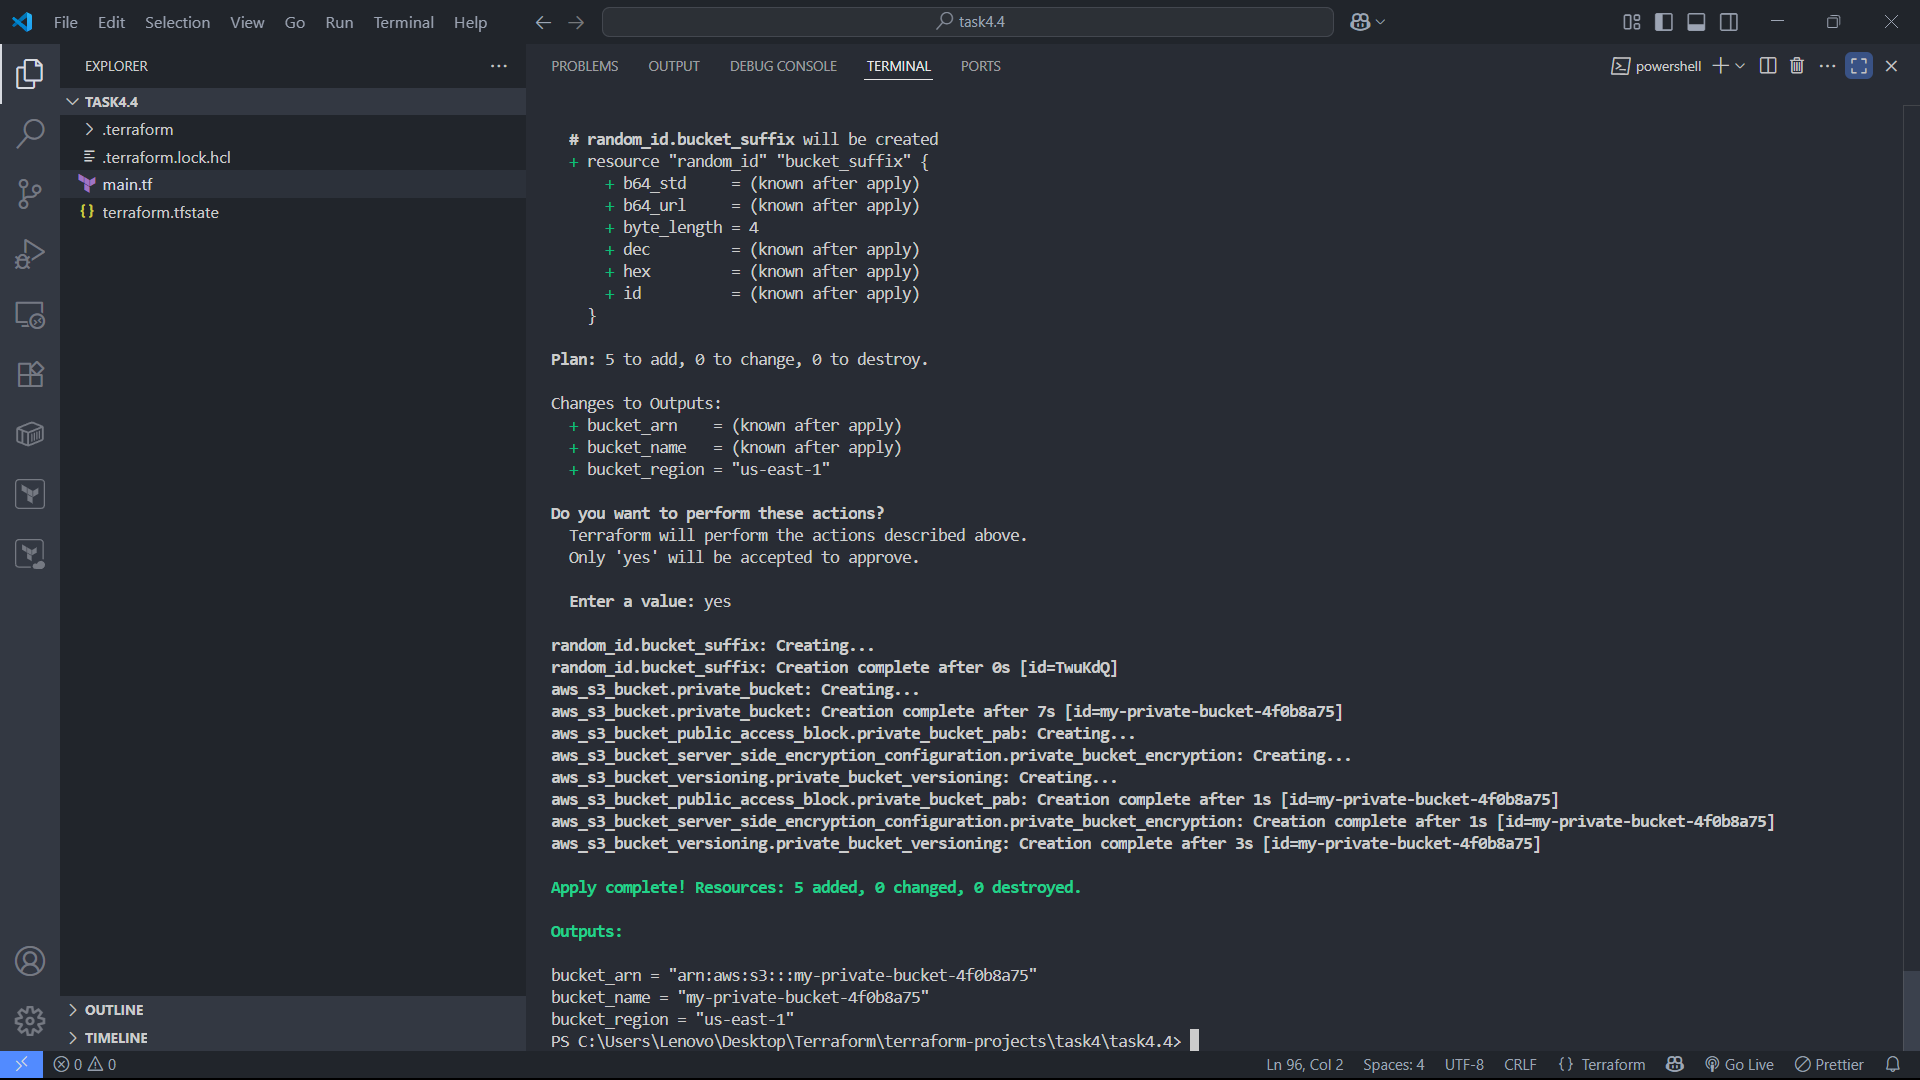 File Edit Selection View Go Run Terminal Help
task4.4
EXPLORER
TASK4.4
.terraform
.terraform.lock.hcl
main.tf
terraform.tfstate
OUTLINE
TIMELINE
PROBLEMS OUTPUT DEBUG CONSOLE TERMINAL PORTS
powershell
# random_id.bucket_suffix will be created
+ resource "random_id" "bucket_suffix" {
+ b64_std     = (known after apply)
+ b64_url     = (known after apply)
+ byte_length = 4
+ dec         = (known after apply)
+ hex         = (known after apply)
+ id          = (known after apply)
}
Plan: 5 to add, 0 to change, 0 to destroy.
Changes to Outputs:
+ bucket_arn    = (known after apply)
+ bucket_name   = (known after apply)
+ bucket_region = "us-east-1"
Do you want to perform these actions?
Terraform will perform the actions described above.
Only 'yes' will be accepted to approve.
Enter a value: yes
random_id.bucket_suffix: Creating...
random_id.bucket_suffix: Creation complete after 0s [id=TwuKdQ]
aws_s3_bucket.private_bucket: Creating...
aws_s3_bucket.private_bucket: Creation complete after 7s [id=my-private-bucket-4f0b8a75]
aws_s3_bucket_public_access_block.private_bucket_pab: Creating...
aws_s3_bucket_server_side_encryption_configuration.private_bucket_encryption: Creating...
aws_s3_bucket_versioning.private_bucket_versioning: Creating...
aws_s3_bucket_public_access_block.private_bucket_pab: Creation complete after 1s [id=my-private-bucket-4f0b8a75]
aws_s3_bucket_server_side_encryption_configuration.private_bucket_encryption: Creation complete after 1s [id=my-private-bucket-4f0b8a75]
aws_s3_bucket_versioning.private_bucket_versioning: Creation complete after 3s [id=my-private-bucket-4f0b8a75]
Apply complete! Resources: 5 added, 0 changed, 0 destroyed.
Outputs:
bucket_arn = "arn:aws:s3:::my-private-bucket-4f0b8a75"
bucket_name = "my-private-bucket-4f0b8a75"
bucket_region = "us-east-1"
PS C:\Users\Lenovo\Desktop\Terraform\terraform-projects\task4\task4.4>
0 0
Ln 96, Col 2 Spaces: 4 UTF-8 CRLF {} Terraform Go Live Prettier